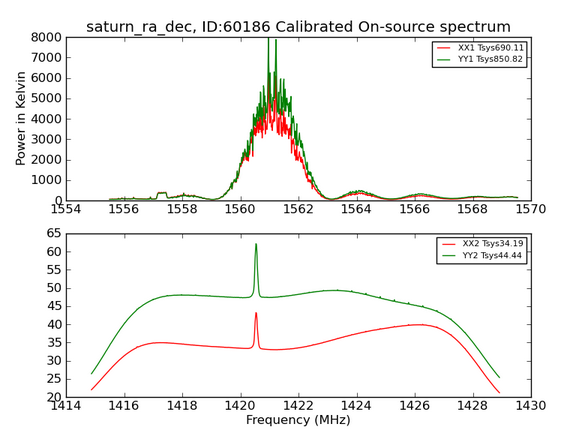 saturn_ra_dec, ID:60186 Calibrated On-source spectrum
8000
7000
6000
5000
4000
3000
2000
1000
0
Power in Kelvin
XX1 Tsys690.11
YY1 Tsys850.82
1554 1556 1558 1560 1562 1564 1566 1568 1570
65
60
55
50
45
40
35
30
25
20
XX2 Tsys34.19
YY2 Tsys44.44
1414 1416 1418 1420 1422 1424 1426 1428 1430
Frequency (MHz)